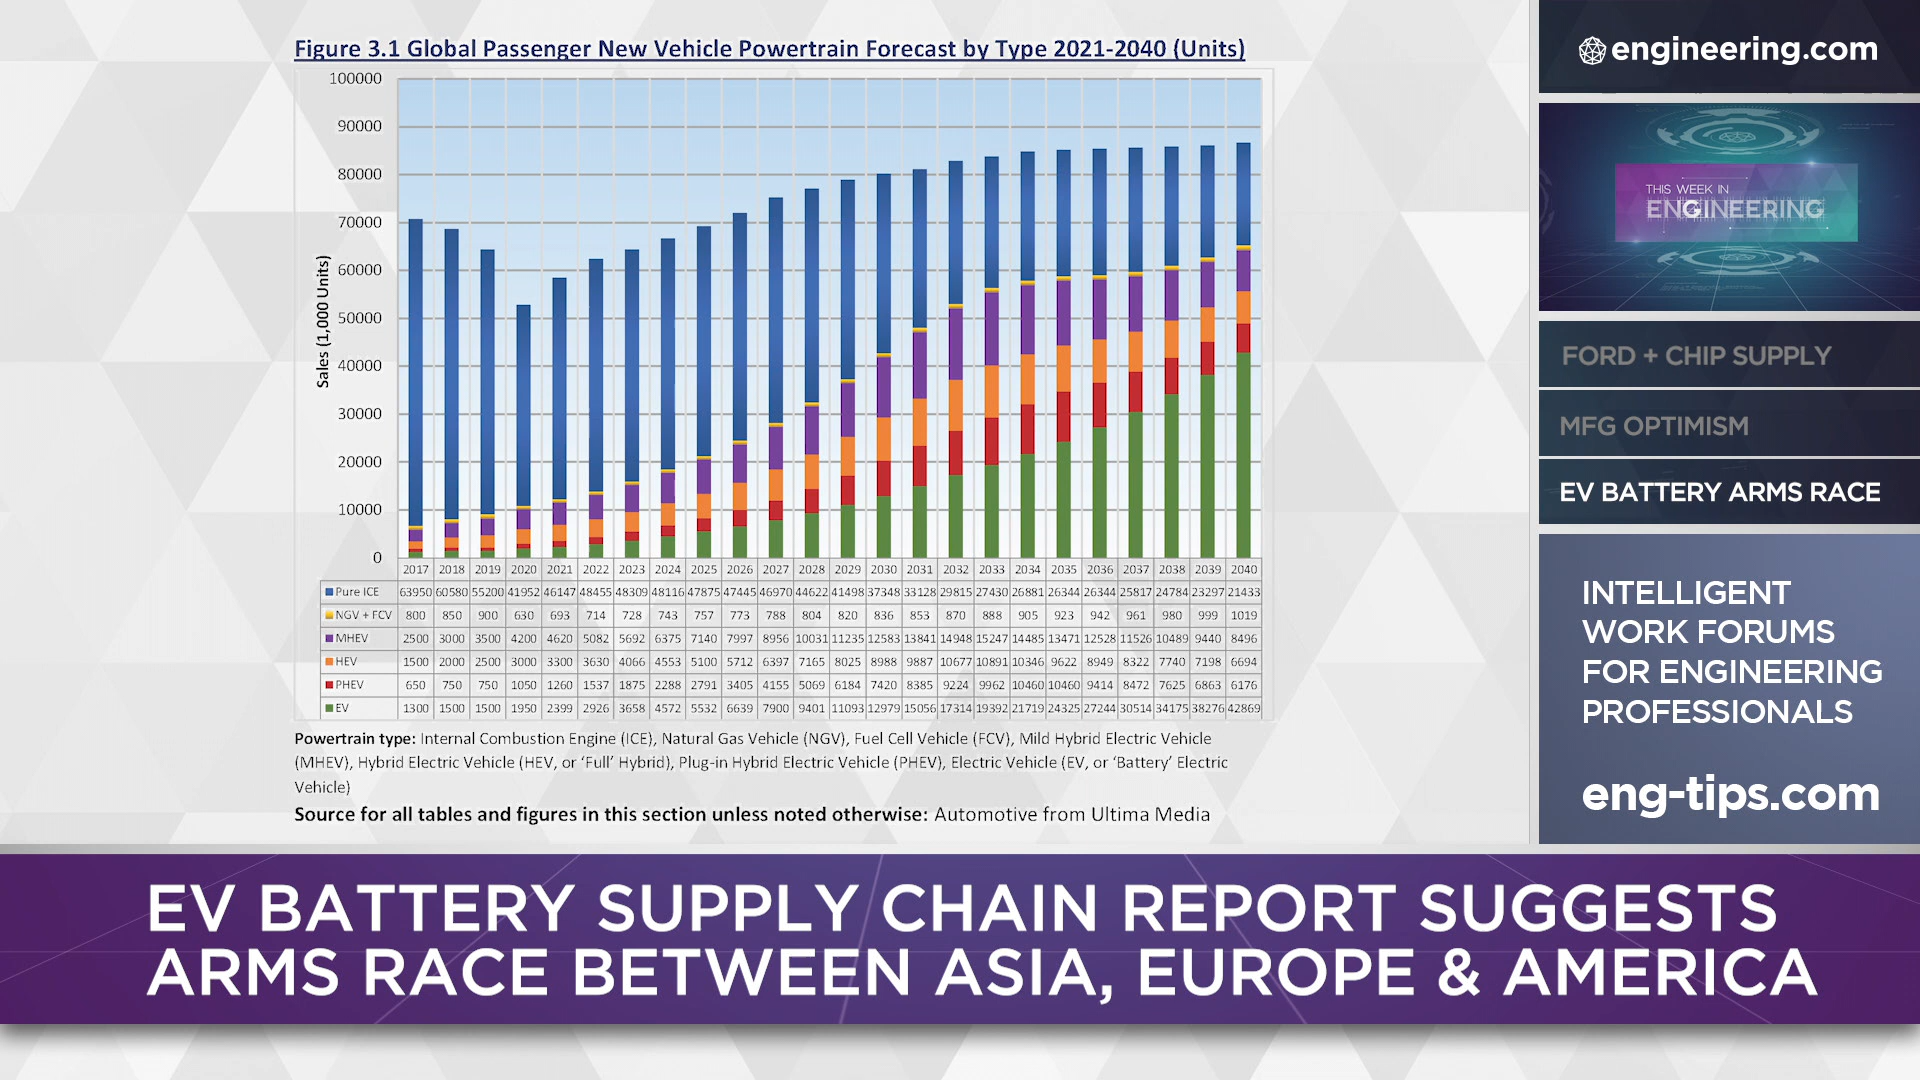 Figure 3.1 Global Passenger New Vehicle Powertrain Forecast by Type 2021-2040 (Units)
100000
90000
80000
70000
60000
50000
40000
30000
20000
10000
0
Sales (1,000 Units)
2017 2018 2019 2020 2021 2022 2023 2024 2025 2026 2027 2028 2029 2030 2031 2032 2033 2034 2035 2036 2037 2038 2039 2040
Pure ICE 63950 60580 55200 41952 46147 48455 48309 48116 47875 47445 46970 44622 41498 37348 33128 29815 27430 26881 26344 26344 25817 24784 23297 21433
NGV + FCV 800 850 900 630 693 714 728 743 757 773 788 804 820 836 853 870 888 905 923 942 961 980 999 1019
MHEV 2500 3000 3500 4200 4620 5082 5692 6375 7140 7997 8956 10031 11235 12583 13841 14948 15247 14485 13471 12528 11526 10489 9440 8496
HEV 1500 2000 2500 3000 3300 3630 4066 4553 5100 5712 6397 7165 8025 8988 9887 10677 10891 10346 9622 8949 8322 7740 7198 6694
PHEV 650 750 750 1050 1260 1537 1875 2288 2791 3405 4155 5069 6184 7420 8385 9224 9962 10460 10460 9414 8472 7625 6863 6176
EV 1300 1500 1500 1950 2399 2926 3658 4572 5532 6639 7900 9401 11093 12979 15056 17314 19392 21719 24325 27244 30514 34175 38276 42869
Powertrain type: Internal Combustion Engine (ICE), Natural Gas Vehicle (NGV), Fuel Cell Vehicle (FCV), Mild Hybrid Electric Vehicle
(MHEV), Hybrid Electric Vehicle (HEV, or ‘Full’ Hybrid), Plug-in Hybrid Electric Vehicle (PHEV), Electric Vehicle (EV, or ‘Battery’ Electric
Vehicle)
Source for all tables and figures in this section unless noted otherwise: Automotive from Ultima Media
engineering.com
THIS WEEK IN
ENGINEERING
FORD + CHIP SUPPLY
MFG OPTIMISM
EV BATTERY ARMS RACE
INTELLIGENT
WORK FORUMS
FOR ENGINEERING
PROFESSIONALS
eng-tips.com
EV BATTERY SUPPLY CHAIN REPORT SUGGESTS
ARMS RACE BETWEEN ASIA, EUROPE & AMERICA